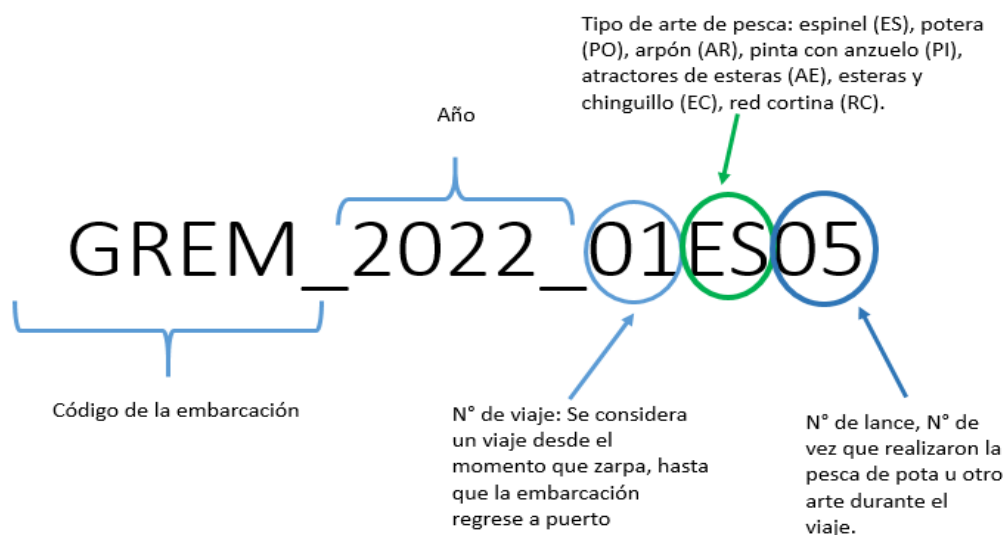 Tipo de arte de pesca: espinel (ES), potera
(PO), arpón (AR), pinta con anzuelo (PI),
atractores de esteras (AE), esteras y
chinguillo (EC), red cortina (RC).
Año
GREM_2022_01ES05
Código de la embarcación
N° de viaje: Se considera
un viaje desde el
momento que zarpa, hasta
que la embarcación
regrese a puerto
N° de lance, N° de
vez que realizaron la
pesca de pota u otro
arte durante el
viaje.